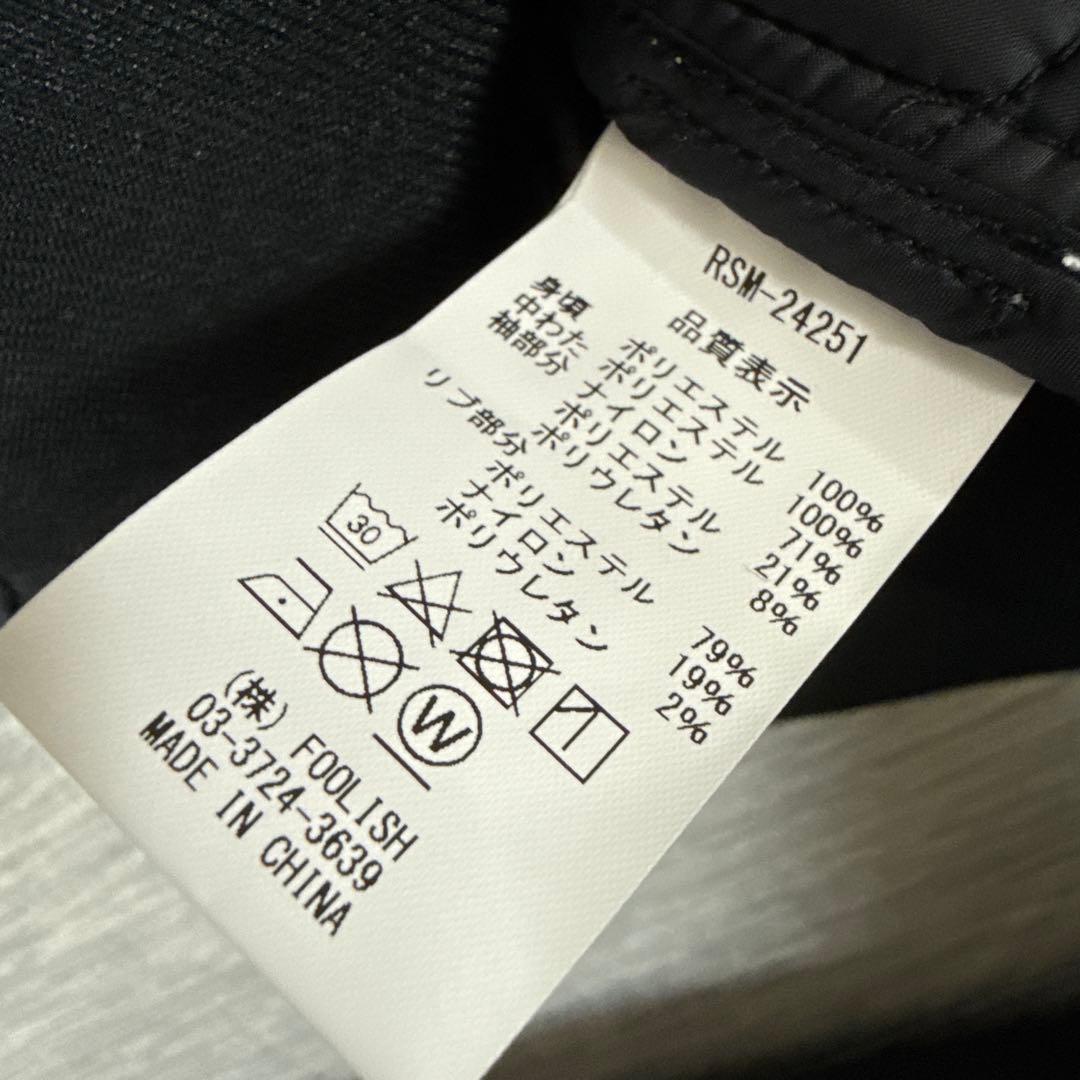 RSM-24251
品質表示
身頃 ポリエステル 100%
中わた ポリエステル 100%
袖部分 ナイロン 71%
ポリエステル 21%
ポリウレタン 8%
リブ部分
ポリエステル 79%
ナイロン 19%
ポリウレタン 2%
30
W
(株) FOOLISH
03-3724-3639
MADE IN CHINA